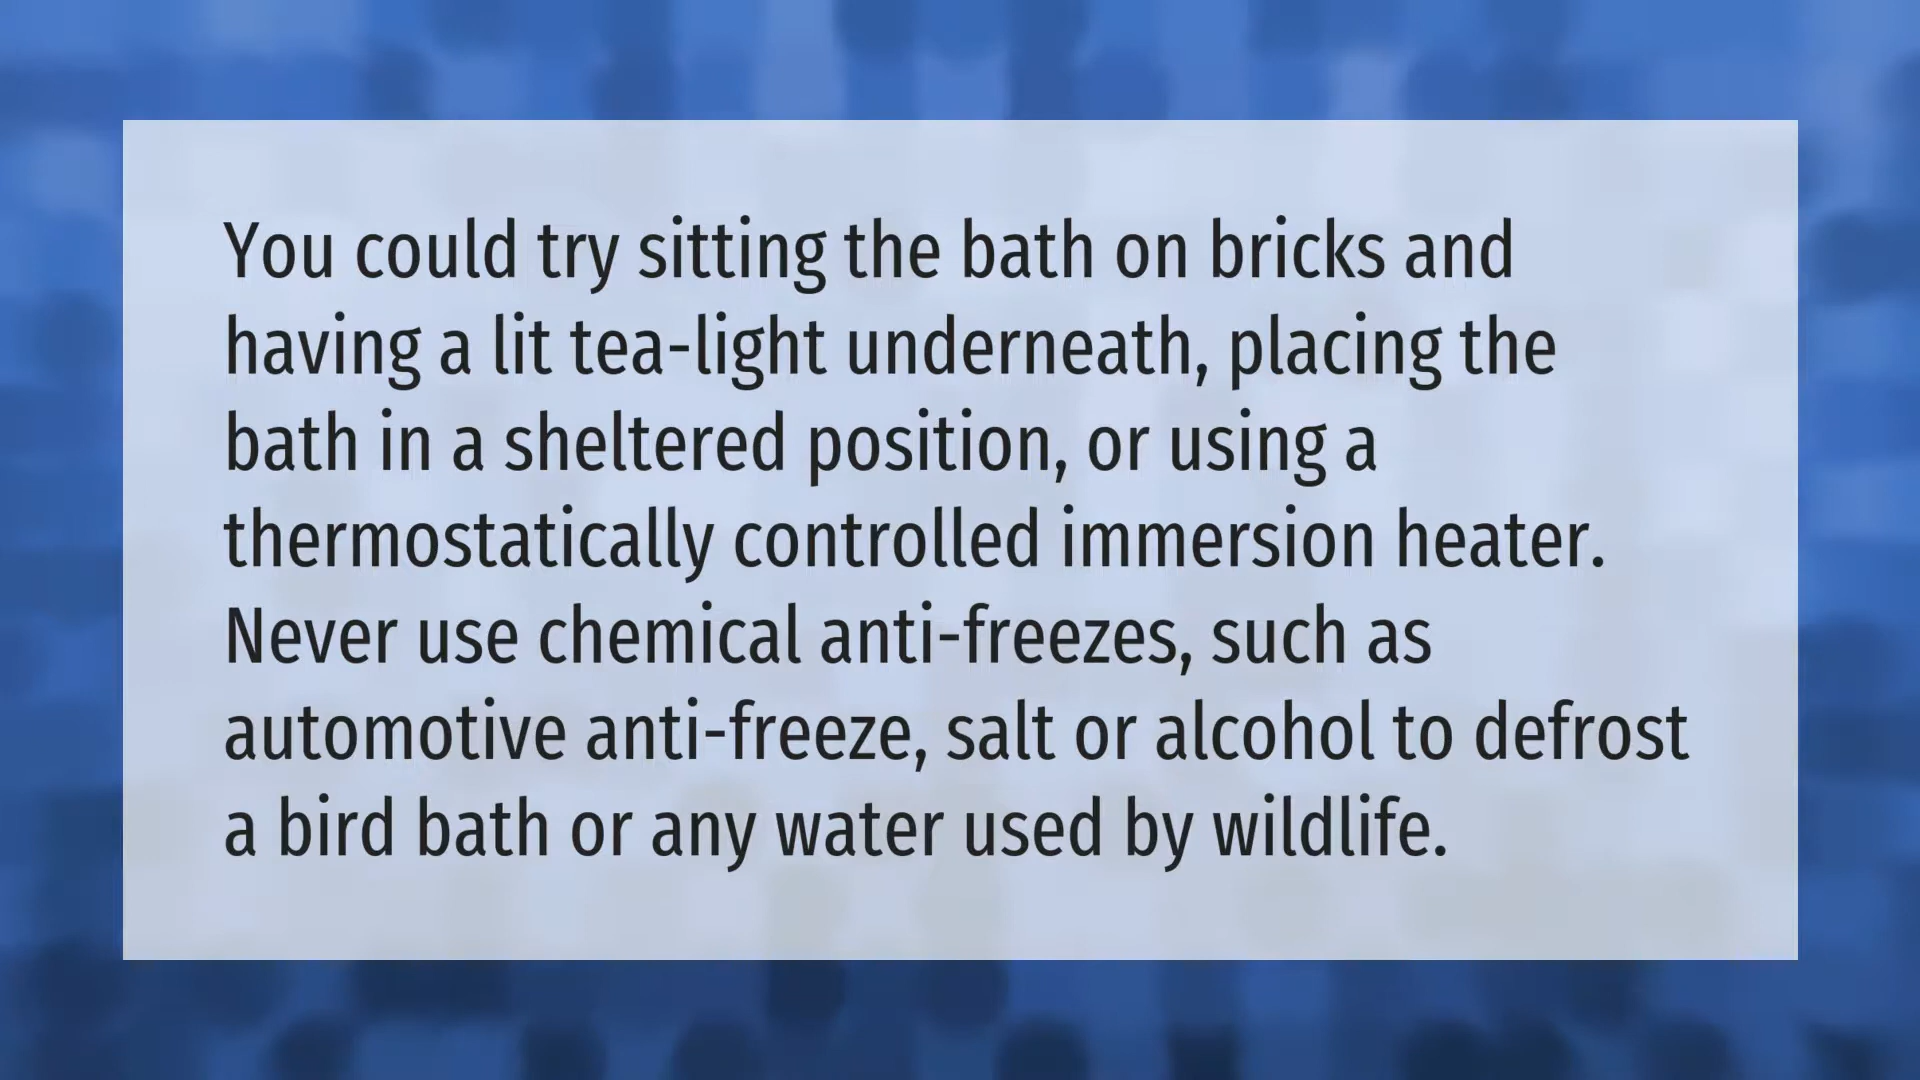 You could try sitting the bath on bricks and
having a lit tea-light underneath, placing the
bath in a sheltered position, or using a
thermostatically controlled immersion heater.
Never use chemical anti-freezes, such as
automotive anti-freeze, salt or alcohol to defrost
a bird bath or any water used by wildlife.